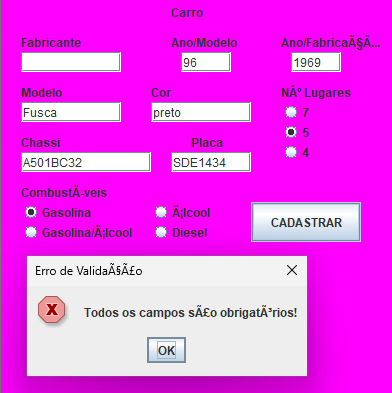 Carro
Fabricante Ano/Modelo Ano/FabricaÃ§Ã...
96 1969
Modelo Cor NÂº Lugares
Fusca preto 7
5
Chassi Placa 4
A501BC32 SDE1434
CombustÃ­veis
Gasolina Ã¡lcool CADASTRAR
Gasolina/Ã¡lcool Diesel
Erro de ValidaÃ§Ã£o
X Todos os campos sÃ£o obrigatÃ³rios!
OK